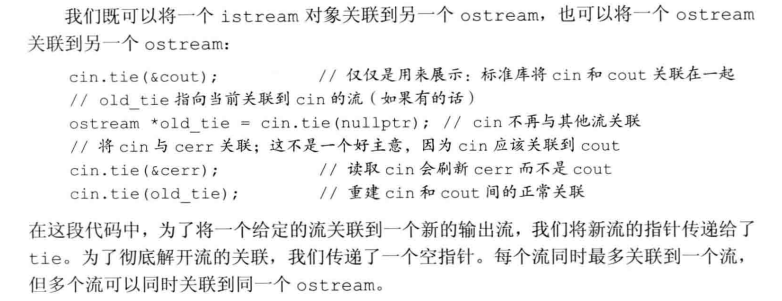 我们既可以将一个 istream 对象关联到另一个 ostream，也可以将一个 ostream
关联到另一个 ostream：
cin.tie(&cout); // 仅仅是用来展示：标准库将 cin 和 cout 关联在一起
// old_tie 指向当前关联到 cin 的流（如果有的话）
ostream *old_tie = cin.tie(nullptr); // cin 不再与其他流关联
// 将 cin 与 cerr 关联；这不是一个好主意，因为 cin 应该关联到 cout
cin.tie(&cerr); // 读取 cin 会刷新 cerr 而不是 cout
cin.tie(old_tie); // 重建 cin 和 cout 间的正常关联
在这段代码中，为了将一个给定的流关联到一个新的输出流，我们将新流的指针传递给了
tie。为了彻底解开流的关联，我们传递了一个空指针。每个流同时最多关联到一个流，
但多个流可以同时关联到同一个 ostream。